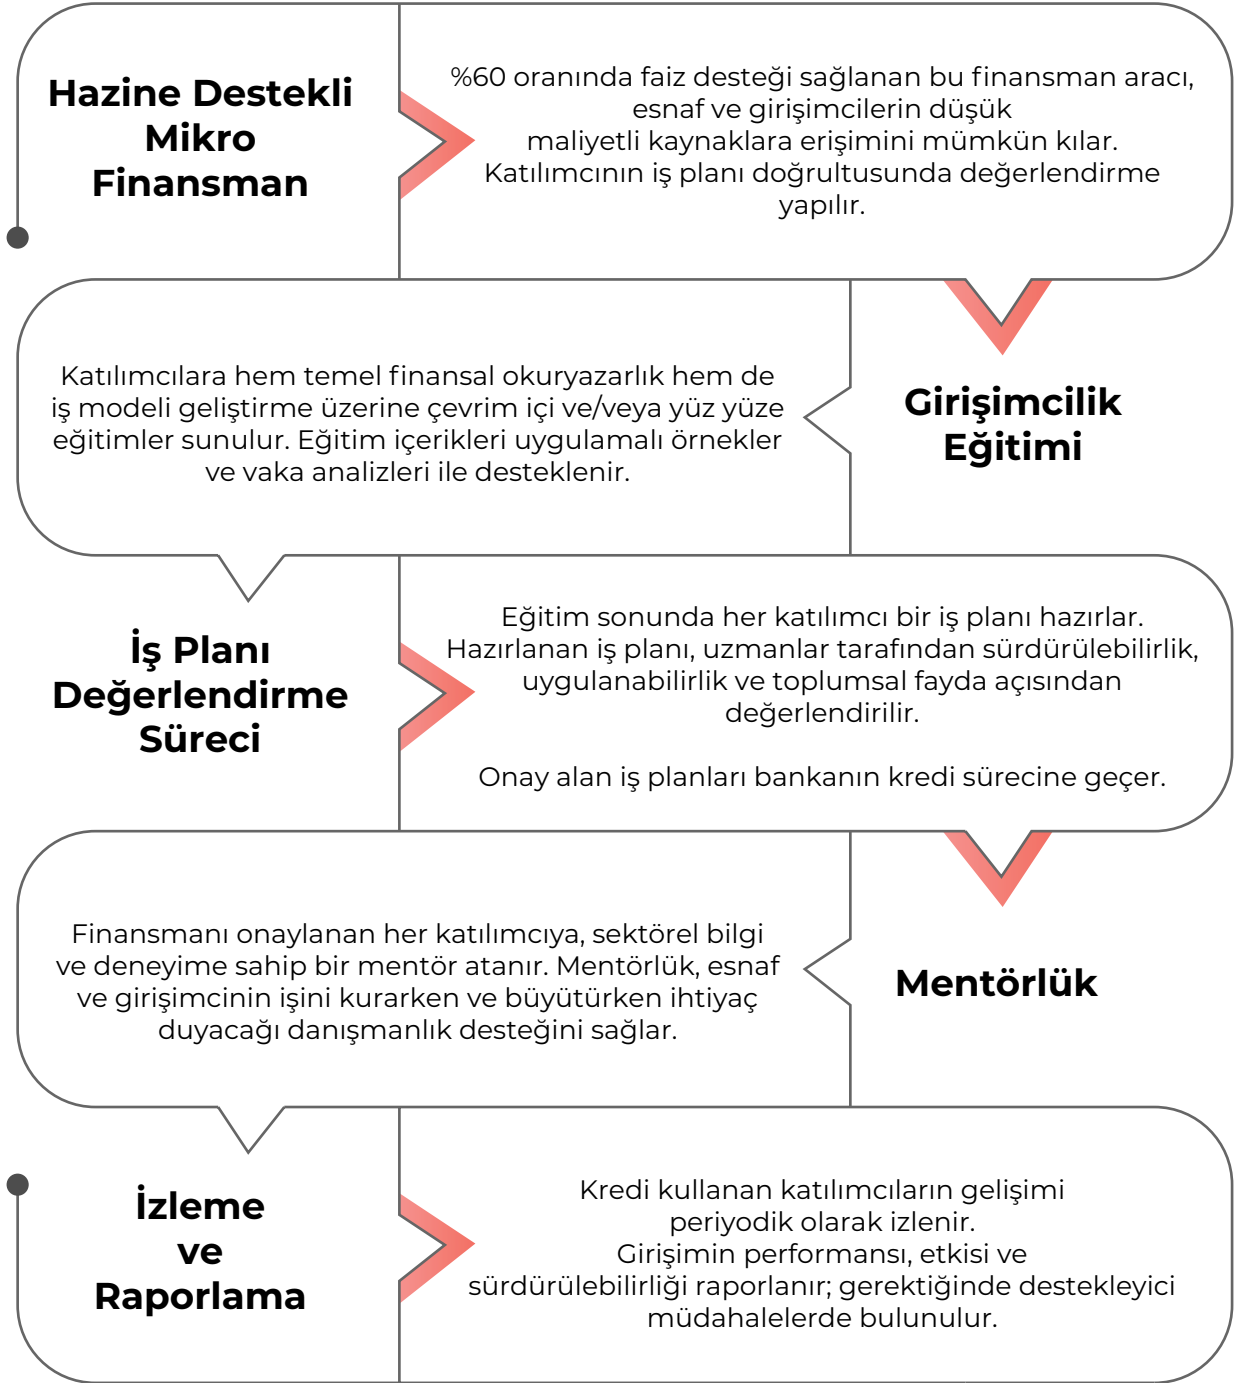 Hazine Destekli
Mikro
Finansman
%60 oranında faiz desteği sağlanan bu finansman aracı,
esnaf ve girişimcilerin düşük
maliyetli kaynaklara erişimini mümkün kılar.
Katılımcının iş planı doğrultusunda değerlendirme
yapılır.
Girişimcilik
Eğitimi
Katılımcılara hem temel finansal okuryazarlık hem de
iş modeli geliştirme üzerine çevrim içi ve/veya yüz yüze
eğitimler sunulur. Eğitim içerikleri uygulamalı örnekler
ve vaka analizleri ile desteklenir.
İş Planı
Değerlendirme
Süreci
Eğitim sonunda her katılımcı bir iş planı hazırlar.
Hazırlanan iş planı, uzmanlar tarafından sürdürülebilirlik,
uygulanabilirlik ve toplumsal fayda açısından
değerlendirilir.
Onay alan iş planları bankanın kredi sürecine geçer.
Mentörlük
Finansmanı onaylanan her katılımcıya, sektörel bilgi
ve deneyime sahip bir mentör atanır. Mentörlük, esnaf
ve girişimcinin işini kurarken ve büyütürken ihtiyaç
duyacağı danışmanlık desteğini sağlar.
İzleme
ve
Raporlama
Kredi kullanan katılımcıların gelişimi
periyodik olarak izlenir.
Girişimin performansı, etkisi ve
sürdürülebilirliği raporlanır; gerektiğinde destekleyici
müdahalelerde bulunulur.